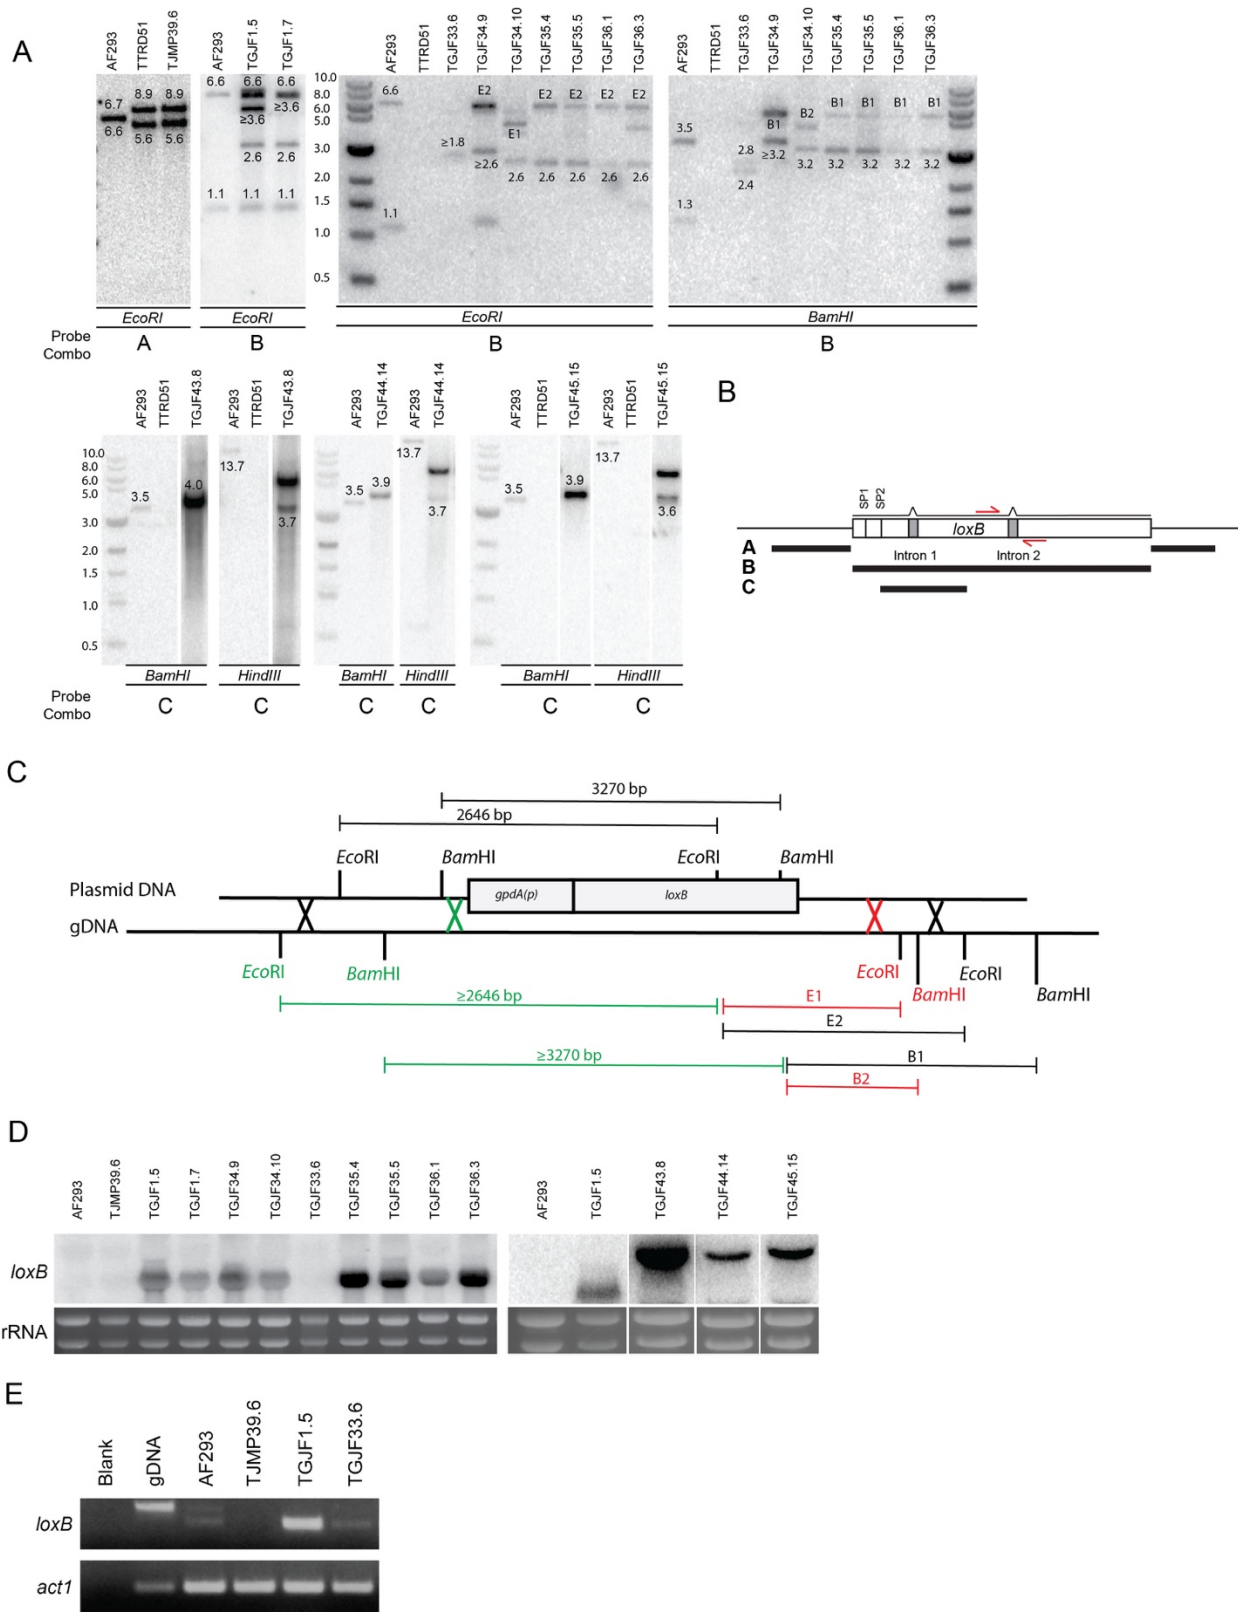 A
AF293
TTRD51
TJMP39.6
AF293
TGJF1.5
TGJF1.7
AF293
TTRD51
TGJF33.6
TGJF34.9
TGJF34.10
TGJF35.4
TGJF35.5
TGJF36.1
TGJF36.3
AF293
TTRD51
TGJF33.6
TGJF34.9
TGJF34.10
TGJF35.4
TGJF35.5
TGJF36.1
TGJF36.3
6.7 8.9 8.9
6.6 5.6 5.6
6.6 6.6 6.6
≥3.6 ≥3.6
2.6 2.6
1.1 1.1 1.1
10.0
8.0
6.0
5.0
3.0
2.0
1.5
1.0
0.5
6.6 E2 E2 E2 E2 E2
E1
≥1.8 ≥2.6 2.6 2.6 2.6 2.6 2.6
1.1
B1 B2 B1 B1 B1 B1
3.5 2.8 ≥3.2 3.2 3.2 3.2 3.2 3.2
2.4
1.3
EcoRI EcoRI EcoRI BamHI
Probe
Combo
A B B B
AF293
TTRD51
TGJF43.8
AF293
TTRD51
TGJF43.8
AF293
TGJF44.14
AF293
TGJF44.14
AF293
TTRD51
TGJF45.15
AF293
TTRD51
TGJF45.15
10.0
8.0
6.0
5.0
3.0
2.0
1.5
1.0
0.5
3.5 4.0
13.7 3.7
3.5 3.9
13.7 3.7
3.5 3.9
13.7 3.6
BamHI HindIII BamHI HindIII BamHI HindIII
Probe
Combo
C C C C C C
B
SP1
SP2
loxB
A Intron 1 Intron 2
B
C
C
3270 bp
2646 bp
EcoRI BamHI EcoRI BamHI
Plasmid DNA gpdA(p) loxB
gDNA
EcoRI BamHI EcoRI BamHI EcoRI BamHI
≥2646 bp E1
E2
≥3270 bp B1
B2
D
AF293
TJMP39.6
TGJF1.5
TGJF1.7
TGJF34.9
TGJF34.10
TGJF33.6
TGJF35.4
TGJF35.5
TGJF36.1
TGJF36.3
AF293
TGJF1.5
TGJF43.8
TGJF44.14
TGJF45.15
loxB
rRNA
E
Blank
gDNA
AF293
TJMP39.6
TGJF1.5
TGJF33.6
loxB
act1